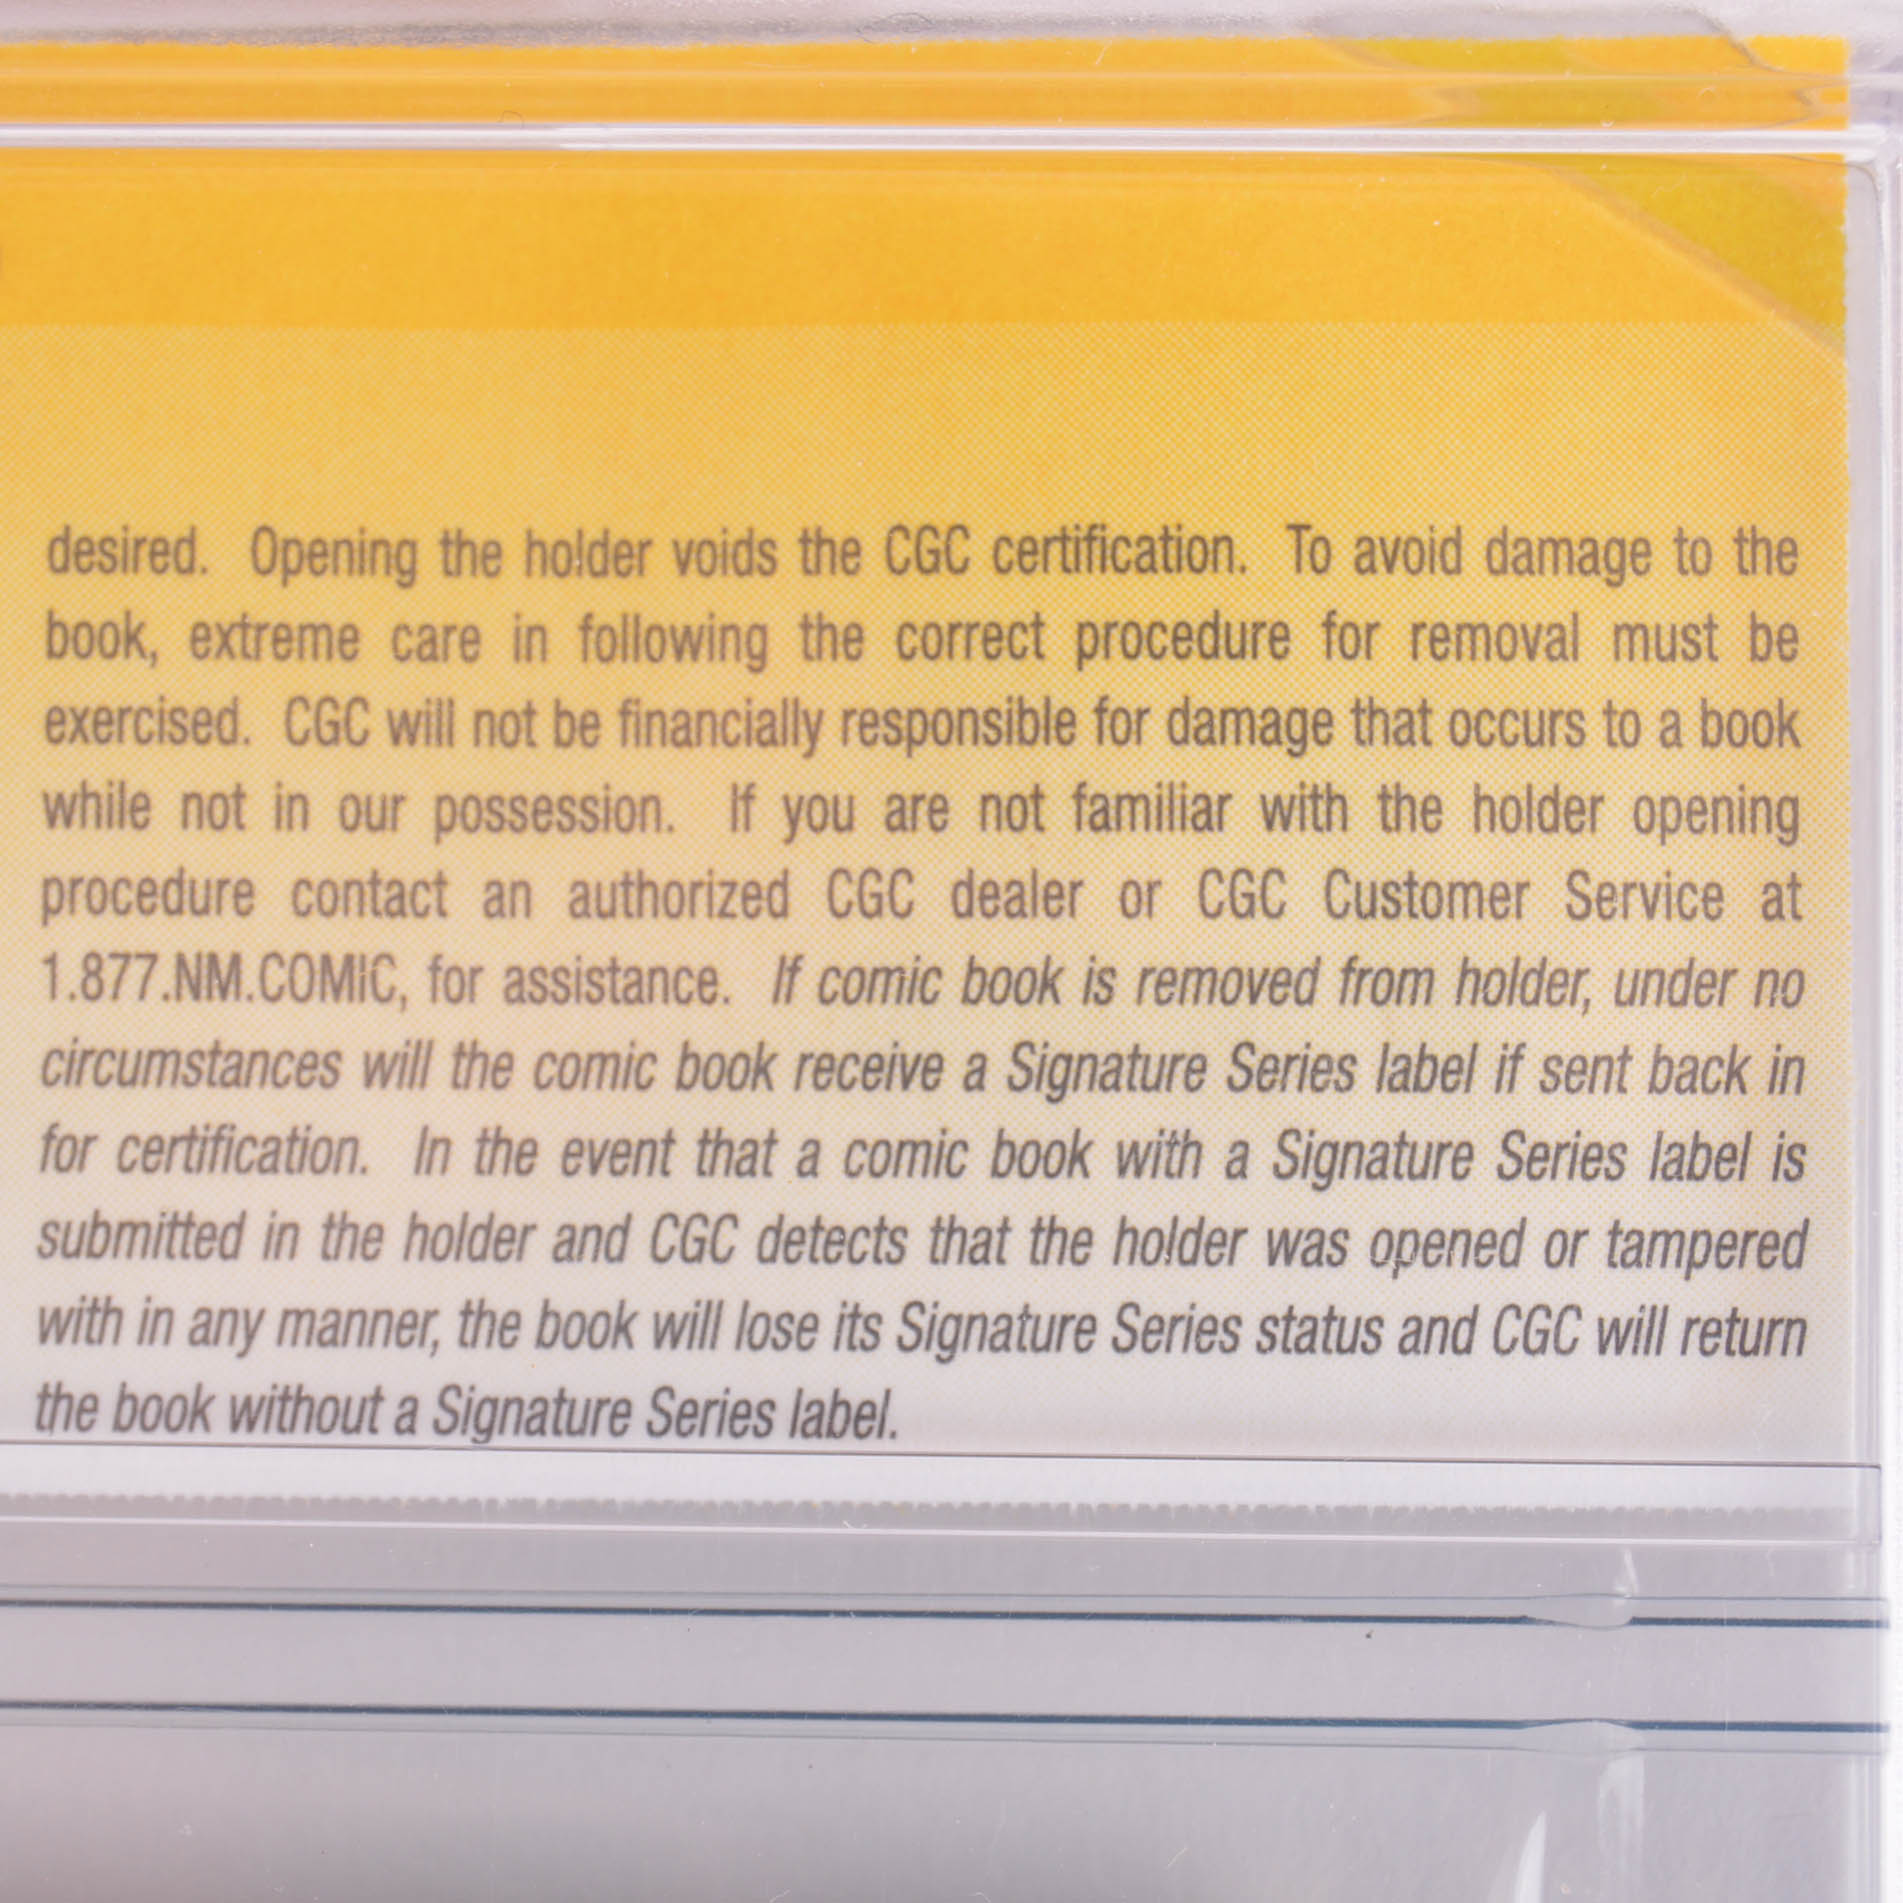 desired. Opening the holder voids the CGC certification. To avoid damage to the
book, extreme care in following the correct procedure for removal must be
exercised. CGC will not be financially responsible for damage that occurs to a book
while not in our possession. If you are not familiar with the holder opening
procedure contact an authorized CGC dealer or CGC Customer Service at
1.877.NM.COMIC, for assistance. If comic book is removed from holder, under no
circumstances will the comic book receive a Signature Series label if sent back in
for certification. In the event that a comic book with a Signature Series label is
submitted in the holder and CGC detects that the holder was opened or tampered
with in any manner, the book will lose its Signature Series status and CGC will return
the book without a Signature Series label.